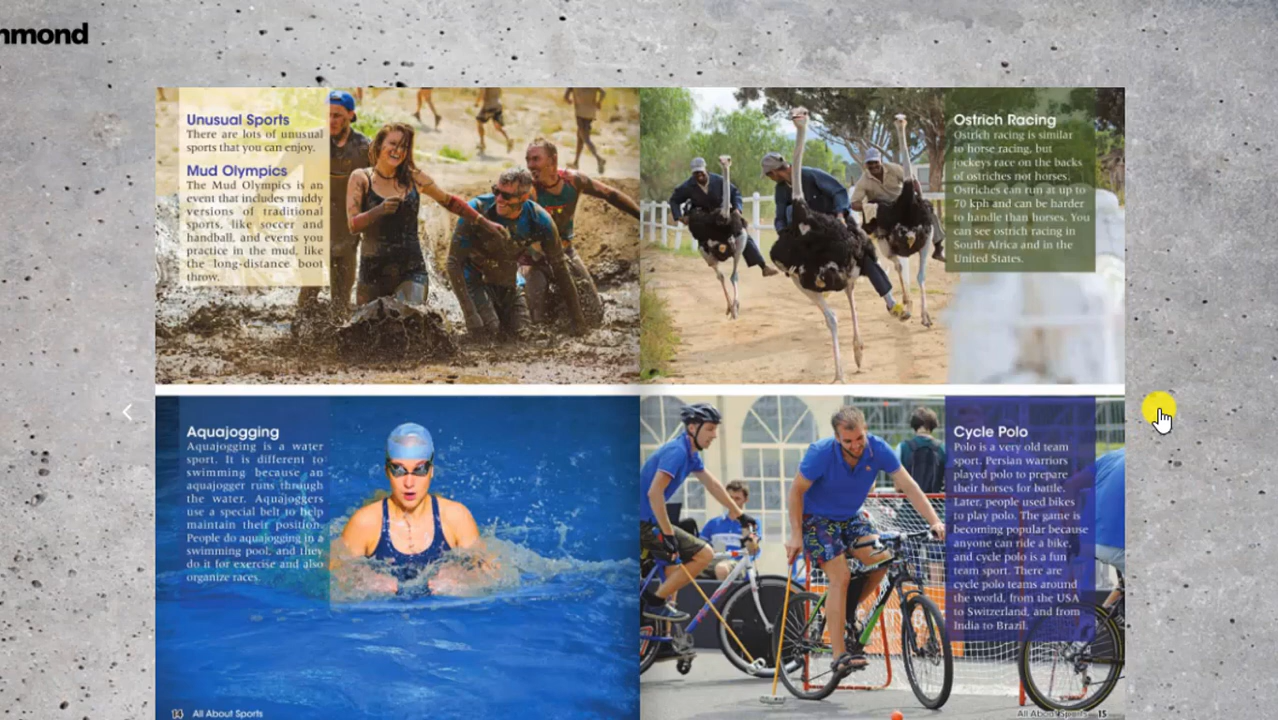 nmond
Unusual Sports
There are lots of unusual
sports that you can enjoy.
Mud Olympics
The Mud Olympics is an
event that includes muddy
versions of traditional
sports, like soccer and
handball, and events you
practice in the mud, like
the long-distance boot
throw.
Ostrich Racing
Ostrich racing is similar
to horse racing, but
jockeys race on the backs
of ostriches not horses.
Ostriches can run at up to
70 kph and can be harder
to handle than horses. You
can see ostrich racing in
South Africa and in the
United States.
Aquajogging
Aquajogging is a water
sport. It is different to
swimming because an
aquajogger runs through
the water. Aquajoggers
use a special belt to help
maintain their position.
People do aquajogging in a
swimming pool, and they
do it for exercise and also
organize races.
Cycle Polo
Polo is a very old team
sport. Persian warriors
played polo to prepare
their horses for battle.
Later, people used bikes
to play polo. The game is
becoming popular because
anyone can ride a bike,
and cycle polo is a fun
team sport. There are
cycle polo teams around
the world, from the USA
to Switzerland, and from
India to Brazil.
14 All About Sports
All About Sports 15